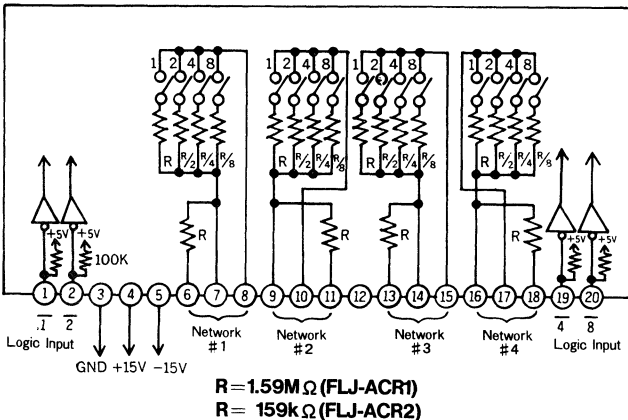 1 2 4 8 1 2 4 8 1 2 4 8 1 2 4 8
R R/2 R/4 R/8 R R/2 R/4 R/8 R R/2 R/4 R/8 R R/2 R/4 R/8
R R R R
+5V +5V +5V +5V
100K
1 2 3 4 5 6 7 8 9 10 11 12 13 14 15 16 17 18 19 20
.1 2 4 8
Logic Input Network Network Network Network Logic Input
#1 #2 #3 #4
GND +15V -15V
R=1.59MΩ(FLJ-ACR1)
R= 159kΩ(FLJ-ACR2)